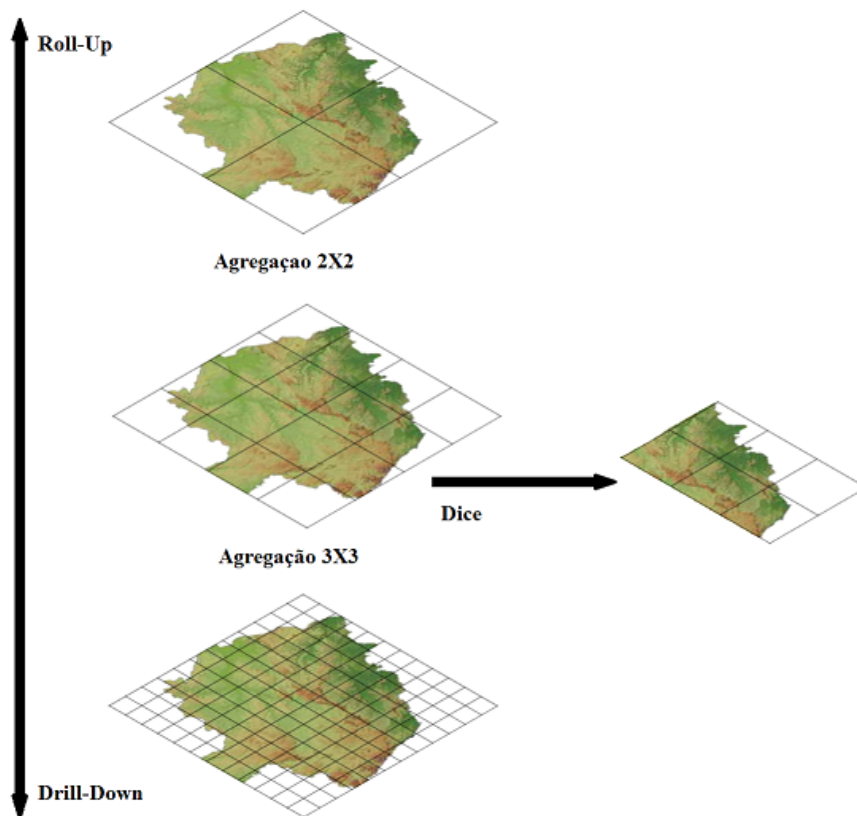 Roll-Up
Agregaçao 2X2
Dice
Agregação 3X3
Drill-Down